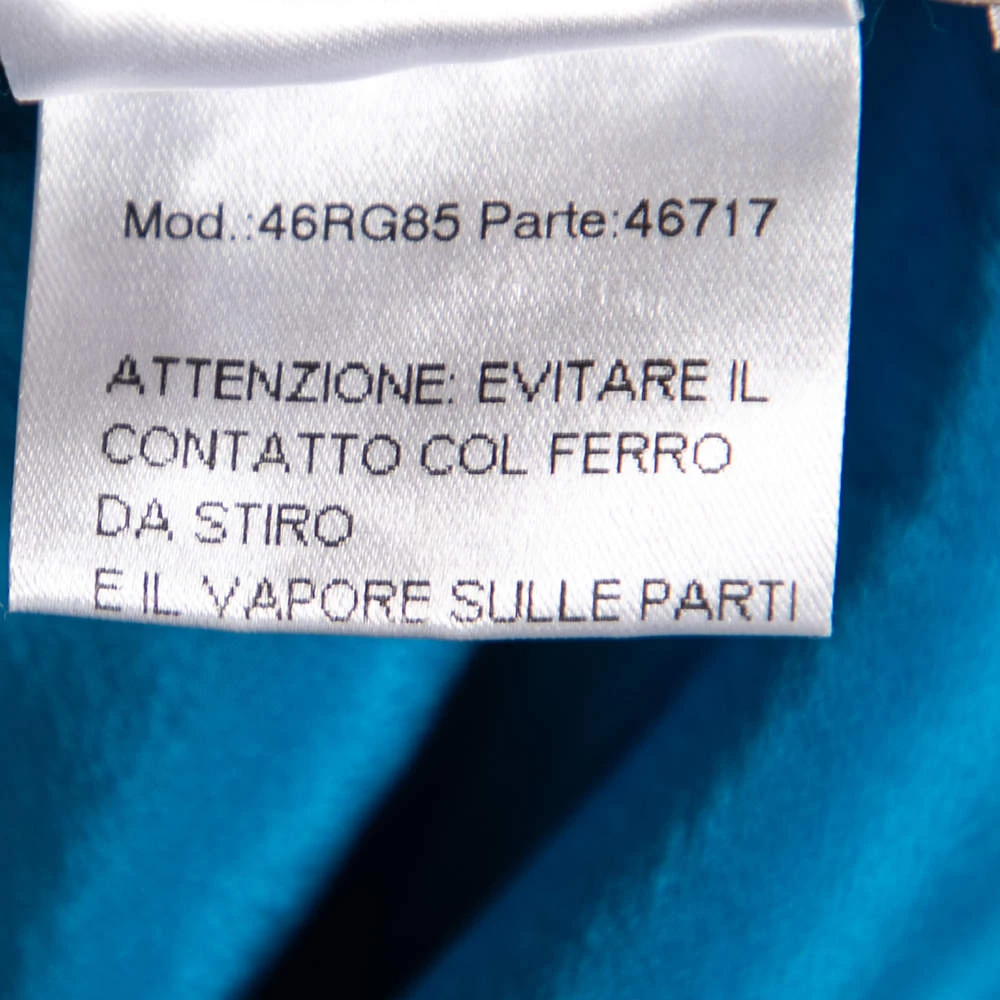 Mod.:46RG85 Parte:46717
ATTENZIONE: EVITARE IL
CONTATTO COL FERRO
DA STIRO
E IL VAPORE SULLE PARTI